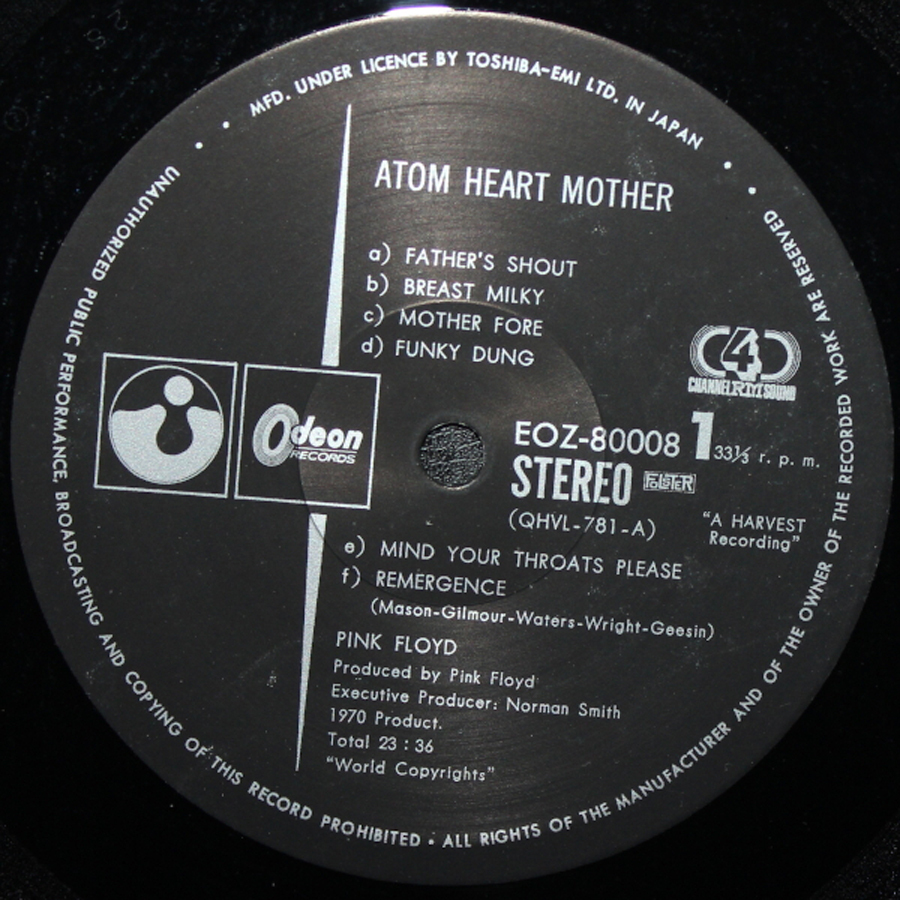 MFD. UNDER LICENCE BY TOSHIBA-EMI LTD. IN JAPAN
ATOM HEART MOTHER
a) FATHER'S SHOUT
b) BREAST MILKY
c) MOTHER FORE
d) FUNKY DUNG
4
CHANNEL RM SOUND
Odeon
RECORDS
EOZ-80008 1 33⅓ r. p. m.
STEREO
(QHVL-781-A)
"A HARVEST
Recording"
e) MIND YOUR THROATS PLEASE
f) REMERGENCE
(Mason-Gilmour-Waters-Wright-Geesin)
PINK FLOYD
Produced by Pink Floyd
Executive Producer: Norman Smith
1970 Product.
Total 23 : 36
"World Copyrights"
UNAUTHORIZED PUBLIC PERFORMANCE, BROADCASTING AND COPYING OF THIS RECORD PROHIBITED • ALL RIGHTS OF THE MANUFACTURER AND OF THE OWNER OF THE RECORDED WORK ARE RESERVED